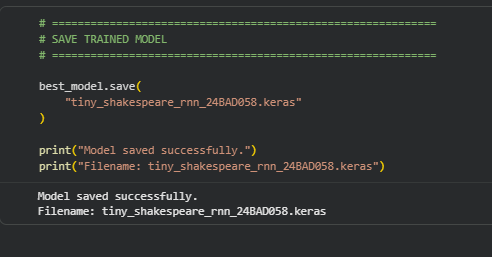 # ===========================================================
# SAVE TRAINED MODEL
# ===========================================================
best_model.save(
"tiny_shakespeare_rnn_24BAD058.keras"
)
print("Model saved successfully.")
print("Filename: tiny_shakespeare_rnn_24BAD058.keras")
Model saved successfully.
Filename: tiny_shakespeare_rnn_24BAD058.keras